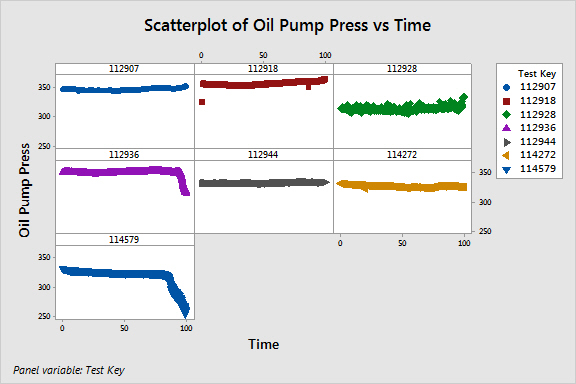 Scatterplot of Oil Pump Press vs Time
0 50 100
112907 112918 112928
350
300
250
112936 112944 114272
350
300
250
114579
0 50 100
350
300
250
0 50 100
Oil Pump Press
Time
Test Key
112907
112918
112928
112936
112944
114272
114579
Panel variable: Test Key